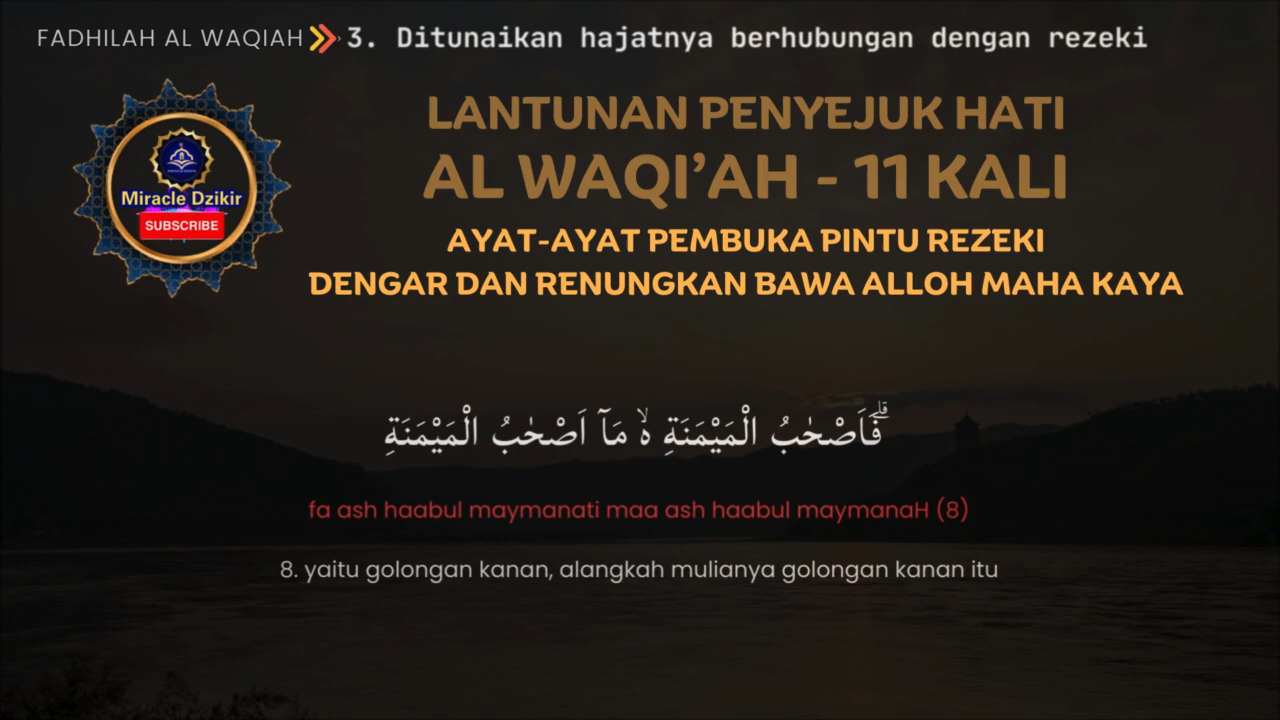 FADHILAH AL WAQIAH 3. Ditunaikan hajatnya berhubungan dengan rezeki
LANTUNAN PENYEJUK HATI
AL WAQI'AH - 11 KALI
AYAT-AYAT PEMBUKA PINTU REZEKI
DENGAR DAN RENUNGKAN BAWA ALLOH MAHA KAYA
Miracle Dzikir
SUBSCRIBE
فَاَصْحٰبُ الْمَيْمَنَةِ ەۙ مَآ اَصْحٰبُ الْمَيْمَنَةِۗ
fa ash haabul maymanati maa ash haabul maymanaH (8)
8. yaitu golongan kanan, alangkah mulianya golongan kanan itu